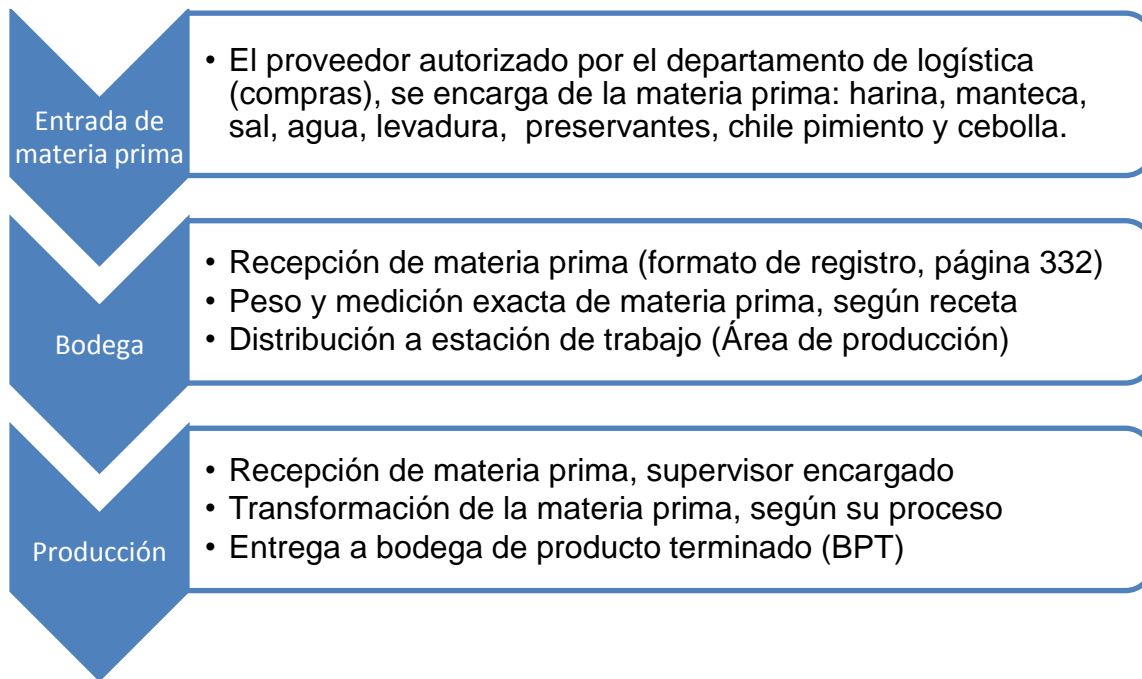 Entrada de
materia prima
• El proveedor autorizado por el departamento de logística
(compras), se encarga de la materia prima: harina, manteca,
sal, agua, levadura, preservantes, chile pimiento y cebolla.
Bodega
• Recepción de materia prima (formato de registro, página 332)
• Peso y medición exacta de materia prima, según receta
• Distribución a estación de trabajo (Área de producción)
Producción
• Recepción de materia prima, supervisor encargado
• Transformación de la materia prima, según su proceso
• Entrega a bodega de producto terminado (BPT)